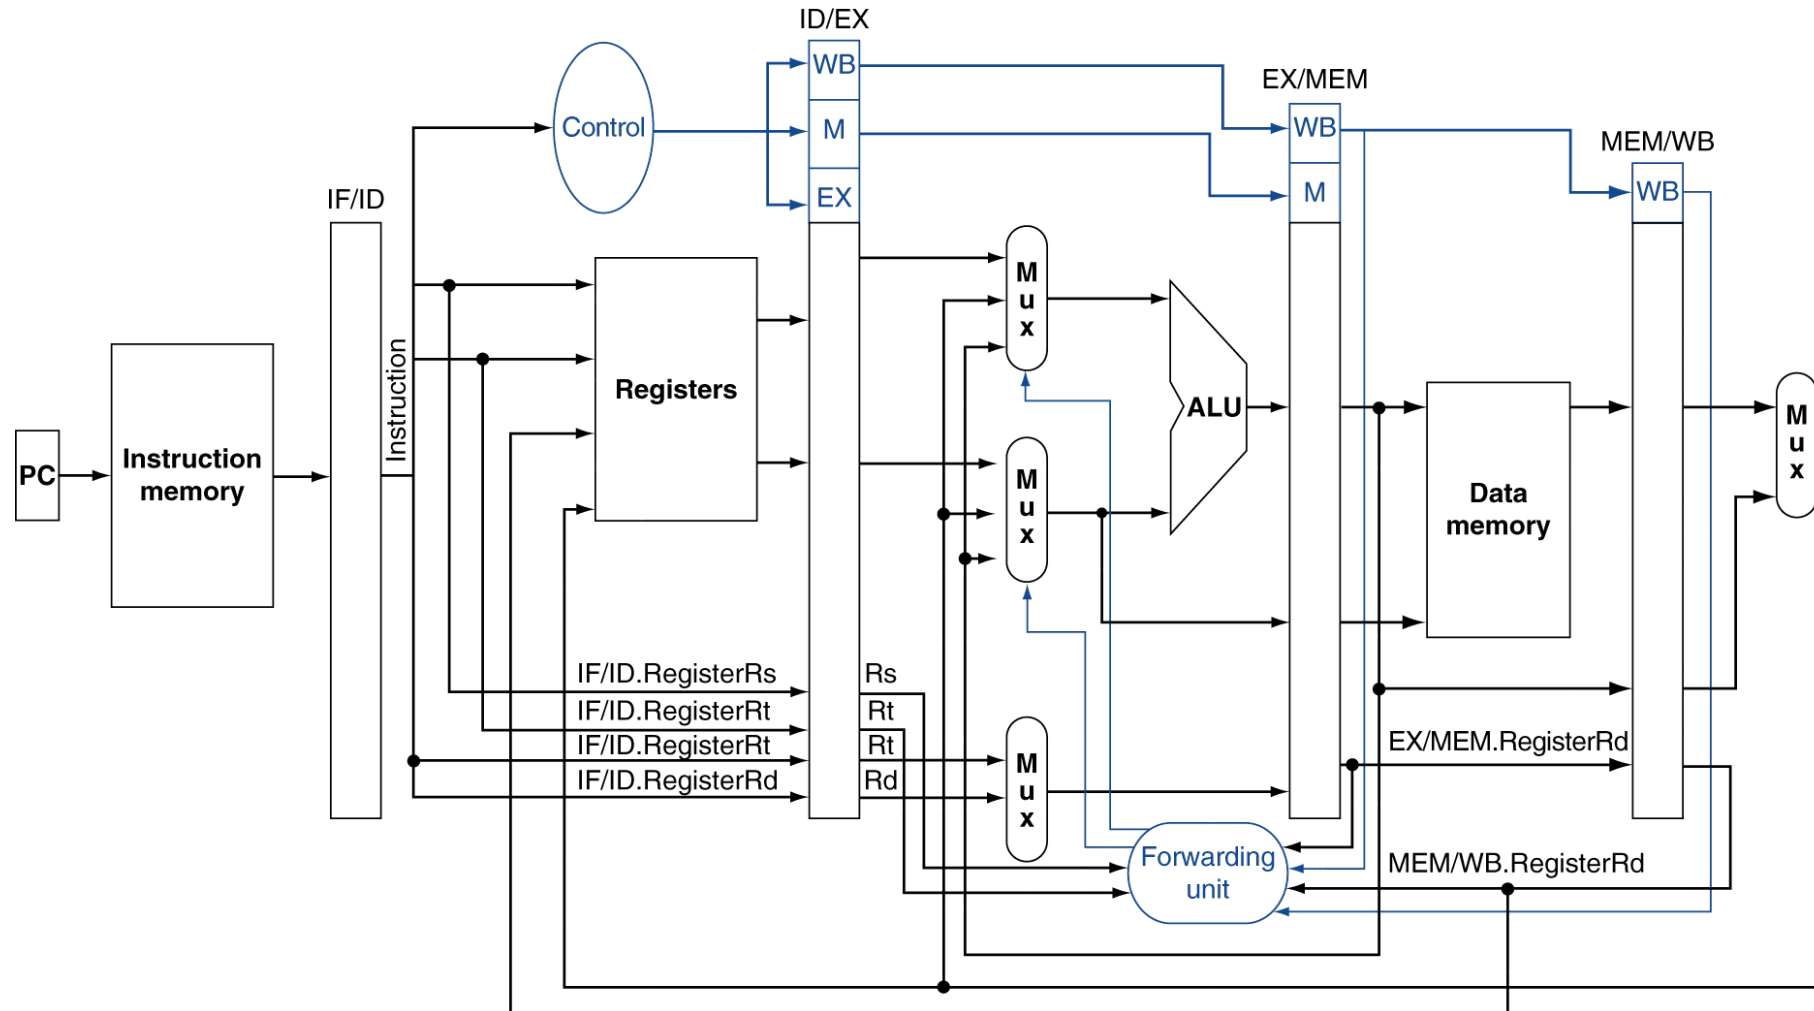 ID/EX
WB
EX/MEM
Control
M
WB
MEM/WB
IF/ID
EX
M
WB
M
u
x
Instruction
Registers
ALU
M
u
x
PC
Instruction
memory
M
u
x
Data
memory
IF/ID.RegisterRs
Rs
IF/ID.RegisterRt
Rt
IF/ID.RegisterRt
Rt
EX/MEM.RegisterRd
IF/ID.RegisterRd
Rd
M
u
x
Forwarding
unit
MEM/WB.RegisterRd